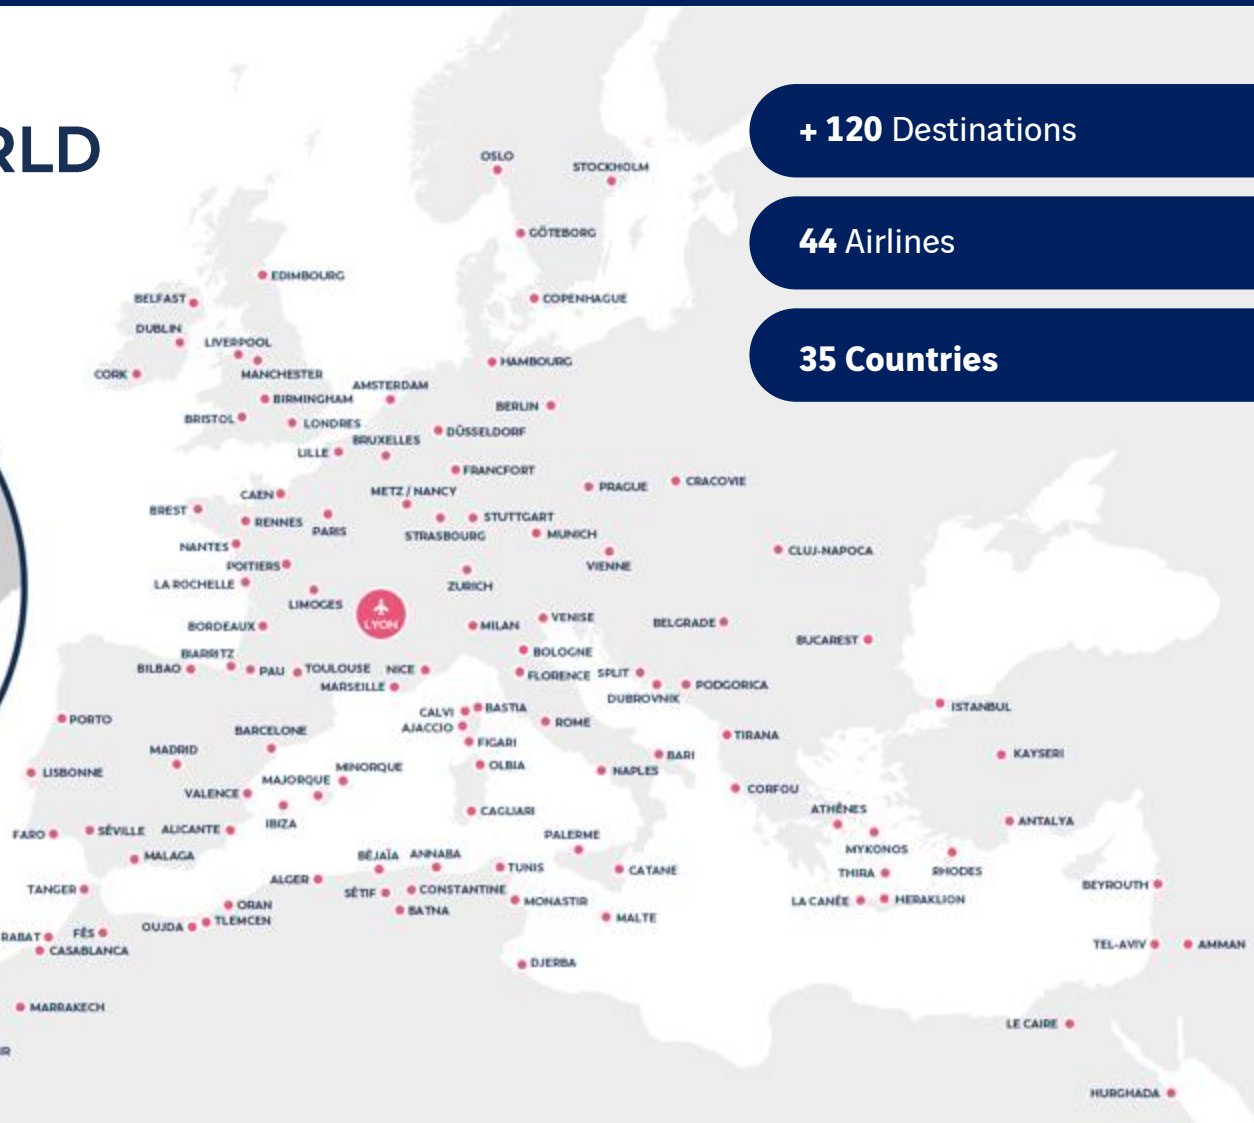 RLD
+ 120 Destinations
44 Airlines
35 Countries
OSLO
STOCKHOLM
GÖTEBORG
EDIMBOURG
BELFAST
COPENHAGUE
DUBLIN
LIVERPOOL
HAMBOURG
CORK
MANCHESTER
AMSTERDAM
BIRMINGHAM
BERLIN
BRISTOL
LONDRES
DÜSSELDORF
BRUXELLES
LILLE
FRANCFORT
METZ / NANCY
PRAGUE
CRACOVIE
CAEN
BREST
RENNES
PARIS
STUTTGART
STRASBOURG
MUNICH
NANTES
CLUJ-NAPOCA
POITIERS
VIENNE
LA ROCHELLE
ZURICH
LIMOGES
LYON
BORDEAUX
MILAN
VENISE
BELGRADE
BUCAREST
BIARRITZ
BOLOGNE
BILBAO
PAU
TOULOUSE
NICE
FLORENCE
SPLIT
MARSEILLE
DUBROVNIK
PODGORICA
CALVI
BASTIA
ISTANBUL
PORTO
AJACCIO
ROME
BARCELONE
FIGARI
TIRANA
MADRID
BARI
KAYSERI
LISBONNE
MINORQUE
MAJORQUE
OLBIA
NAPLES
VALENCE
CORFOU
IBIZA
CAGLIARI
ATHÈNES
ANTALYA
FARO
SÉVILLE
ALICANTE
PALERME
MYKONOS
MALAGA
BÉJAÏA
ANNABA
TUNIS
CATANE
THIRA
RHODES
ALGER
SÉTIF
CONSTANTINE
BEYROUTH
TANGER
MONASTIR
LA CANÉE
HERAKLION
ORAN
BATNA
MALTE
OUJDA
TLEMCEN
RABAT
FÈS
TEL-AVIV
AMMAN
CASABLANCA
DJERBA
MARRAKECH
LE CAIRE
IR
HURGHADA